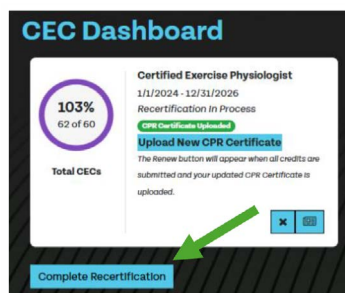 CEC Dashboard
103%
62 of 60
Total CECs
Certified Exercise Physiologist
1/1/2024 - 12/31/2026
Recertification In Process
CPR Certificate Uploaded
Upload New CPR Certificate
The Renew button will appear when all credits are
submitted and your updated CPR Certificate is
uploaded.
Complete Recertification